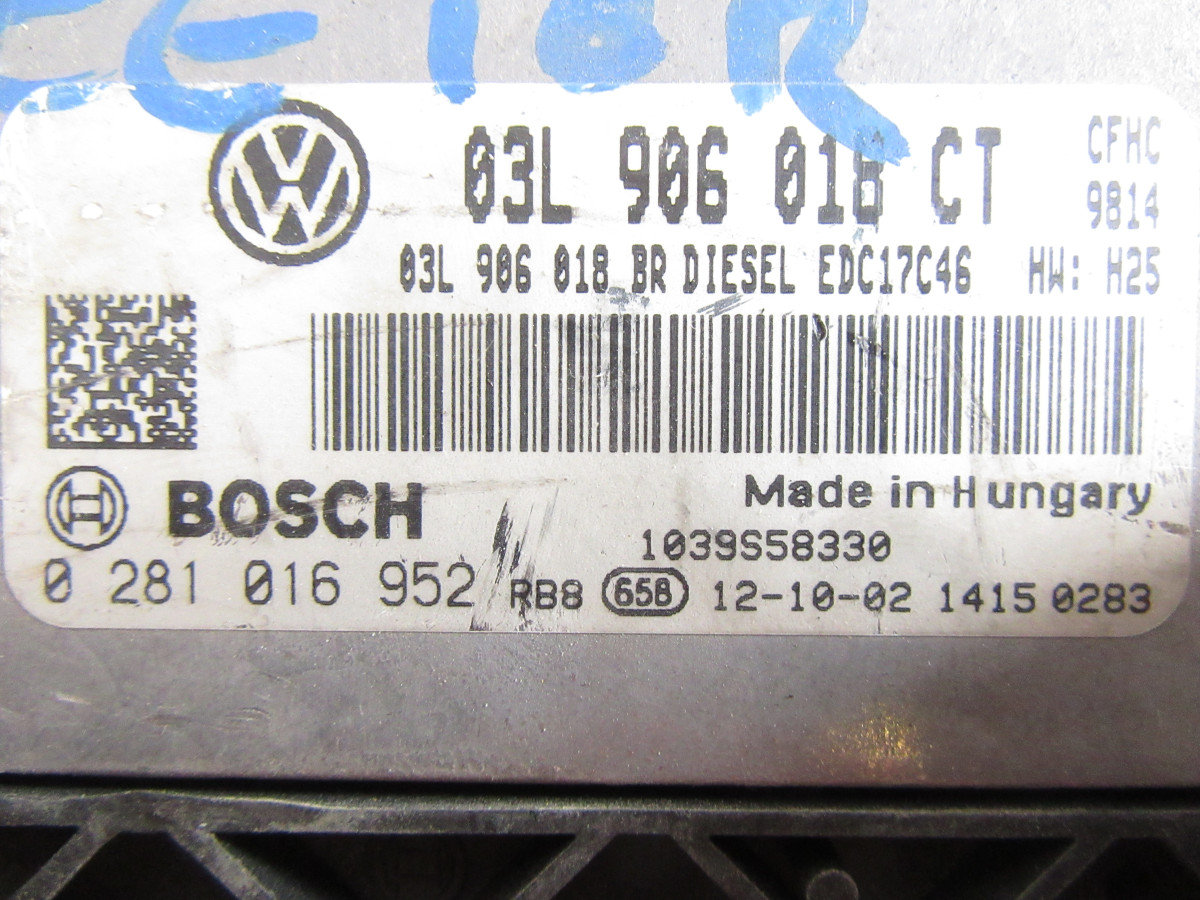 03L 906 018 CT
CFHC
9814
03L 906 018 BR DIESEL EDC17C46 HW: H25
BOSCH
Made in Hungary
1039S58330
0 281 016 952 RB8 658 12-10-02 1415 0283